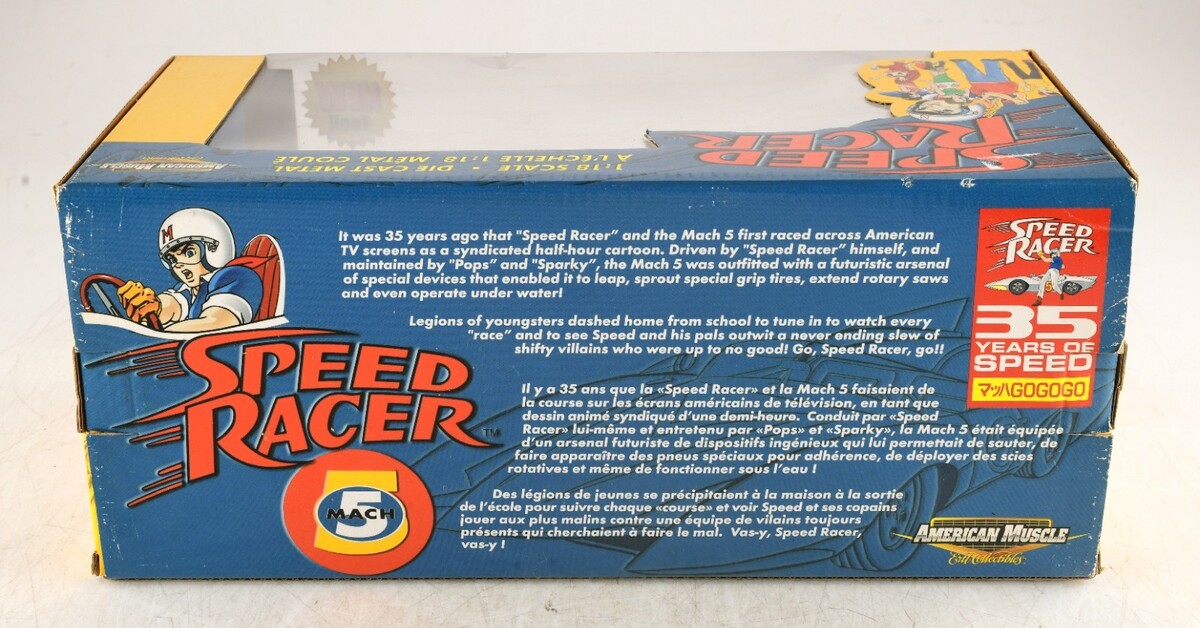 AMERICAN MUSCLE
1:18 SCALE • DIE CAST METAL
À L'ÉCHELLE 1:18 MÉTAL COULÉ
SPEED
RACER
M
It was 35 years ago that "Speed Racer" and the Mach 5 first raced across American
TV screens as a syndicated half-hour cartoon. Driven by "Speed Racer" himself, and
maintained by "Pops" and "Sparky", the Mach 5 was outfitted with a futuristic arsenal
of special devices that enabled it to leap, sprout special grip tires, extend rotary saws
and even operate under water!
Legions of youngsters dashed home from school to tune in to watch every
"race" and to see Speed and his pals outwit a never ending slew of
shifty villains who were up to no good! Go, Speed Racer, go!!
SPEED
RACER
35
YEARS OF
SPEED
マッハGOGOGO
SPEED
RACER™
Il y a 35 ans que la «Speed Racer» et la Mach 5 faisaient de
la course sur les écrans américains de télévision, en tant que
dessin animé syndiqué d'une demi-heure. Conduit par «Speed
Racer» lui-même et entretenu par «Pops» et «Sparky», la Mach 5 était équipée
d'un arsenal futuriste de dispositifs ingénieux qui lui permettait de sauter, de
faire apparaître des pneus spéciaux pour adhérence, de déployer des scies
rotatives et même de fonctionner sous l'eau !
Des légions de jeunes se précipitaient à la maison à la sortie
de l'école pour suivre chaque «course» et voir Speed et ses copains
jouer aux plus malins contre une équipe de vilains toujours
présents qui cherchaient à faire le mal. Vas-y, Speed Racer,
vas-y !
5
MACH
AMERICAN MUSCLE
Ertl Collectibles